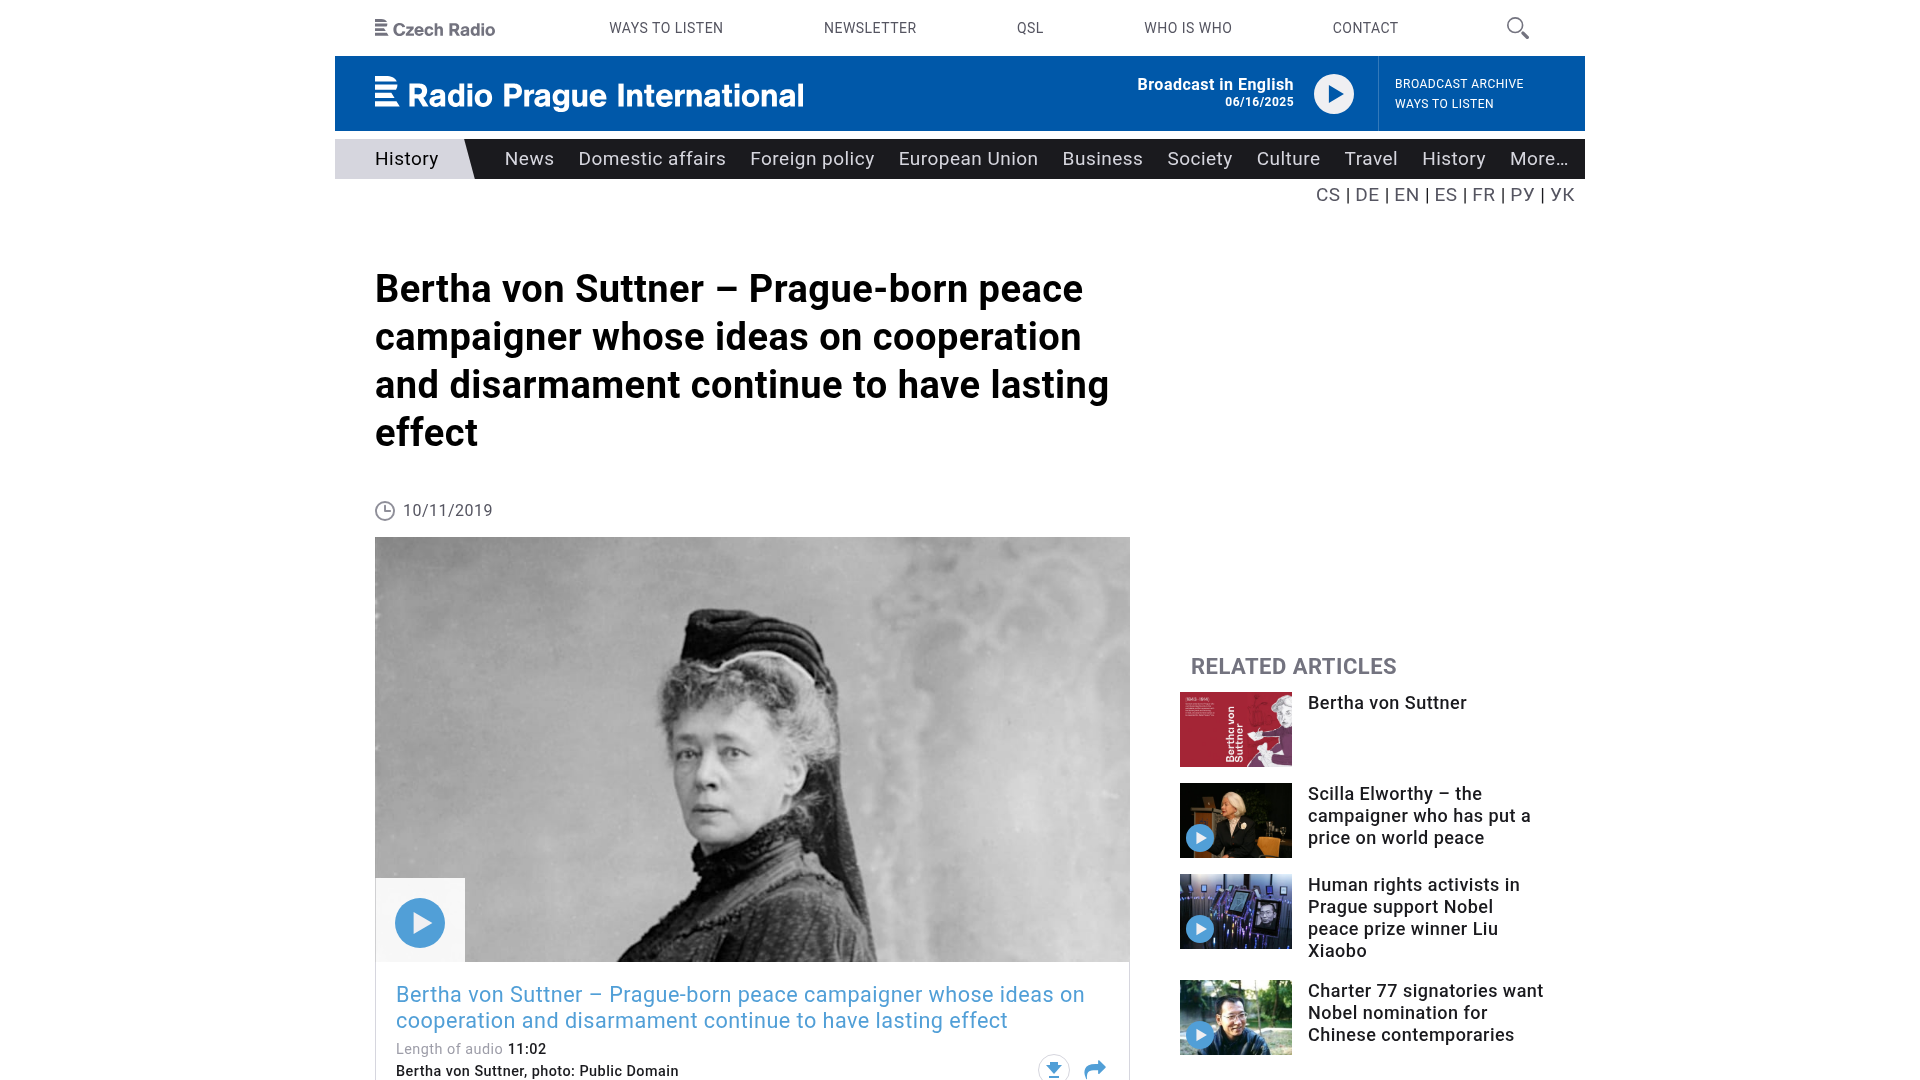 Czech Radio
WAYS TO LISTEN
NEWSLETTER
QSL
WHO IS WHO
CONTACT
Radio Prague International
Broadcast in English
06/16/2025
BROADCAST ARCHIVE
WAYS TO LISTEN
History
News
Domestic affairs
Foreign policy
European Union
Business
Society
Culture
Travel
History
More...
CS | DE | EN | ES | FR | РУ | УК
Bertha von Suttner – Prague-born peace
campaigner whose ideas on cooperation
and disarmament continue to have lasting
effect
10/11/2019
Bertha von Suttner – Prague-born peace campaigner whose ideas on
cooperation and disarmament continue to have lasting effect
Length of audio 11:02
Bertha von Suttner, photo: Public Domain
RELATED ARTICLES
Bertha von
Suttner
Bertha von Suttner
Scilla Elworthy – the
campaigner who has put a
price on world peace
Human rights activists in
Prague support Nobel
peace prize winner Liu
Xiaobo
Charter 77 signatories want
Nobel nomination for
Chinese contemporaries